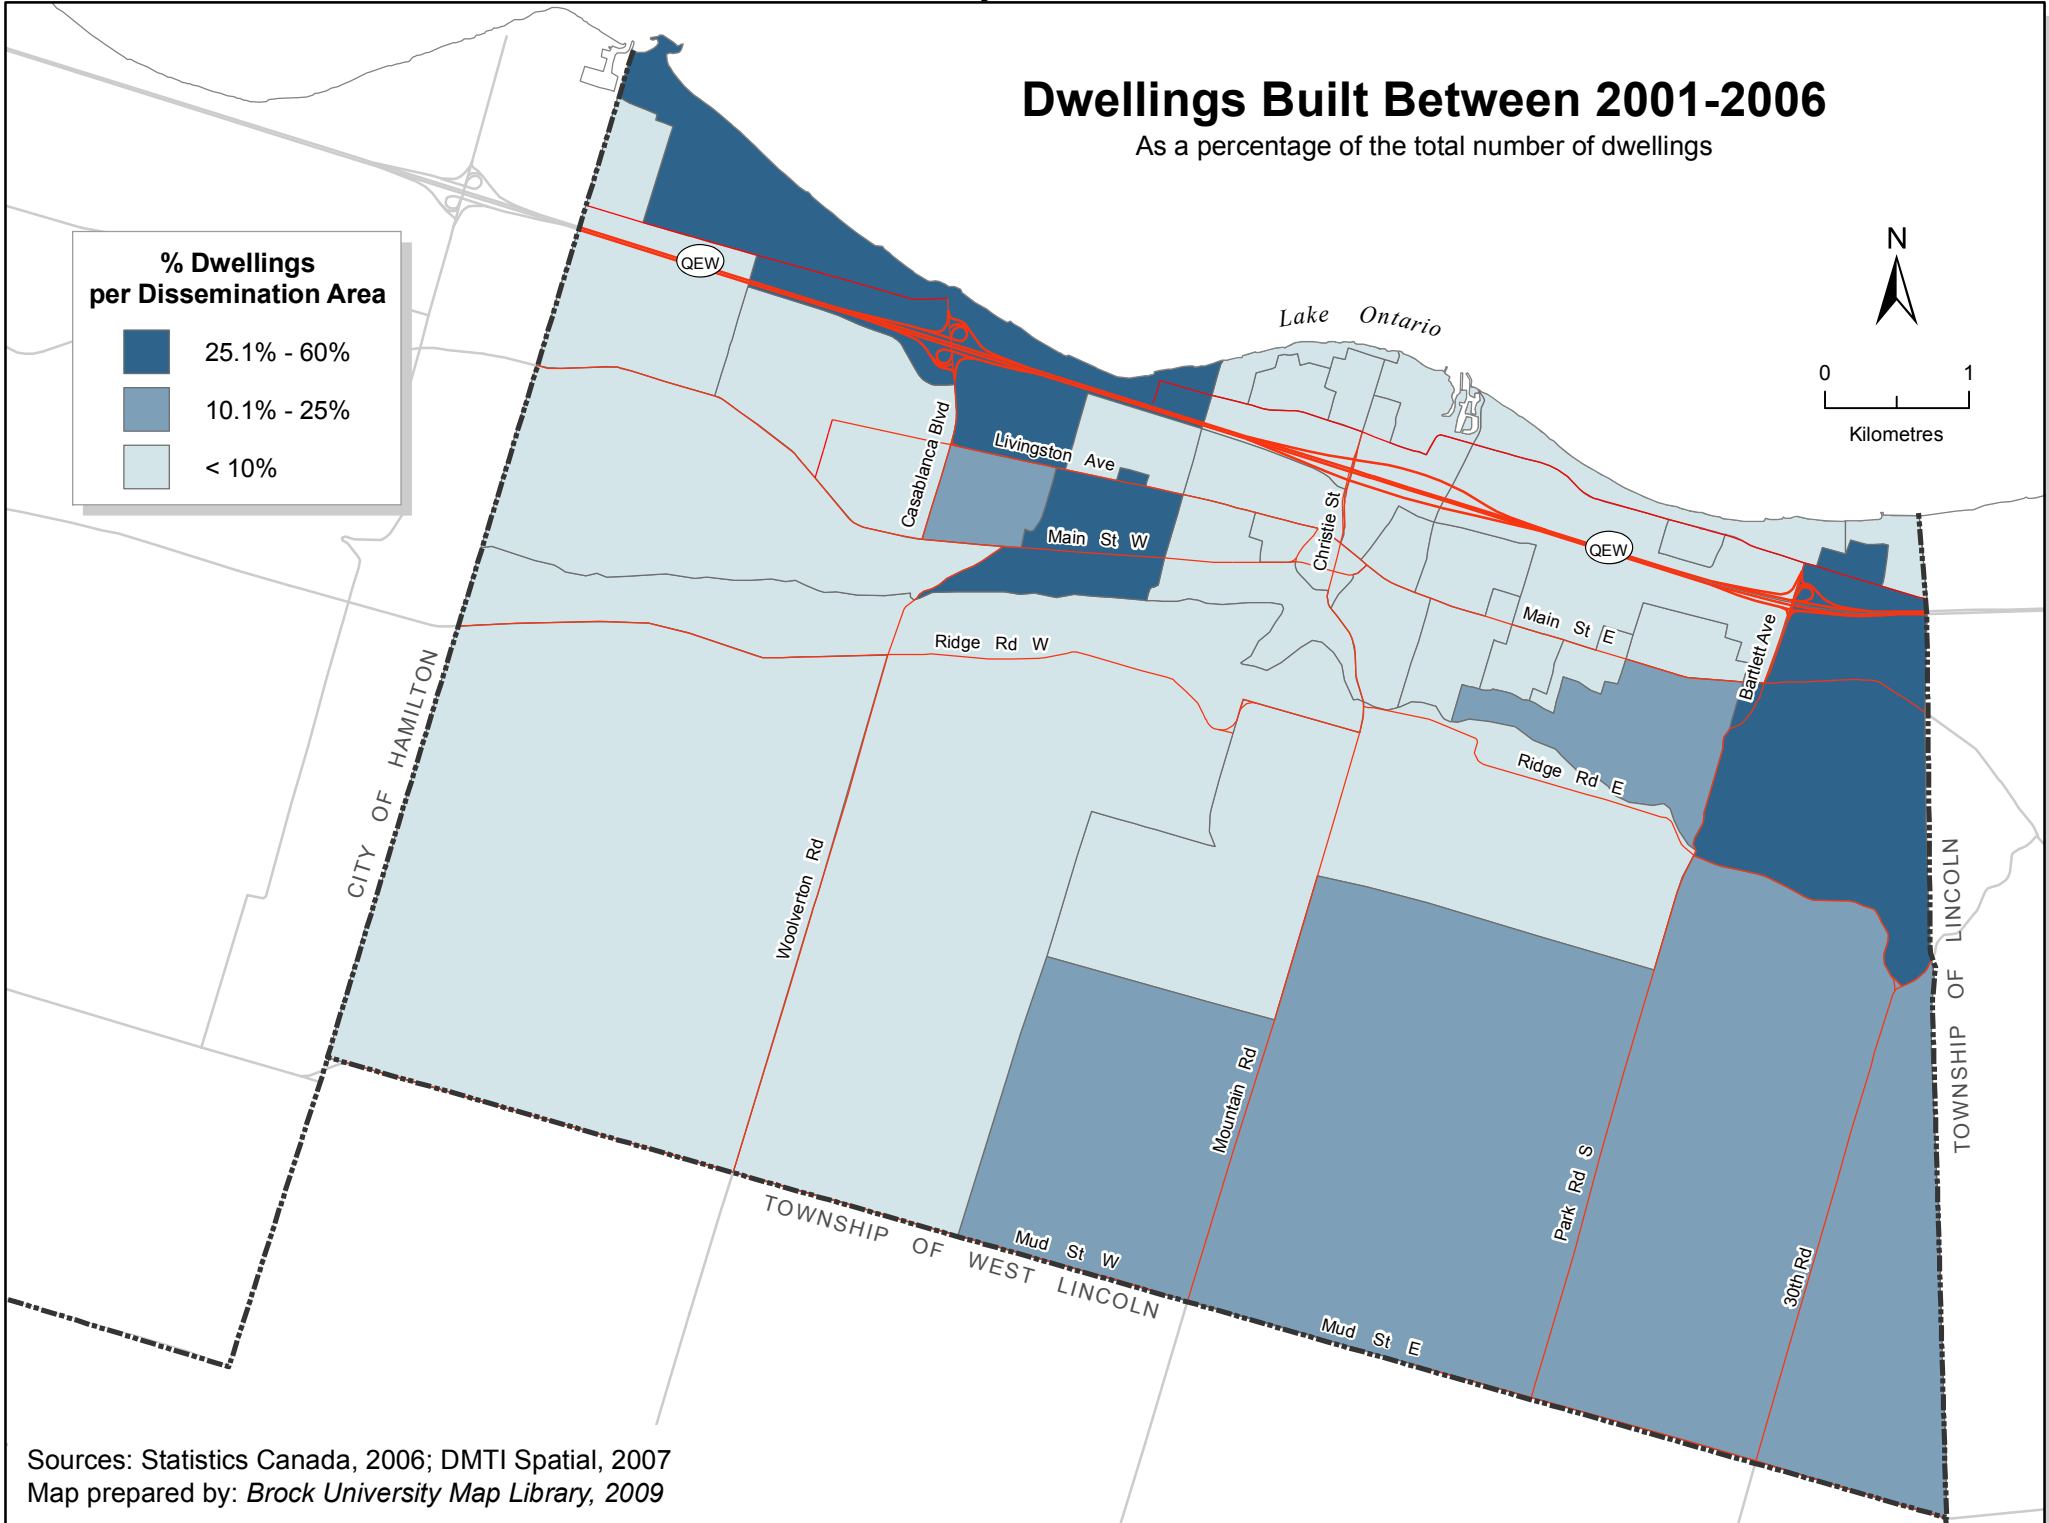 Dwellings Built Between 2001-2006
As a percentage of the total number of dwellings
% Dwellings
per Dissemination Area
25.1% - 60%
10.1% - 25%
< 10%
N
0 1
Kilometres
Lake Ontario
QEW
QEW
Casablanca Blvd
Livingston Ave
Main St W
Christie St
Main St E
Bartlett Ave
Ridge Rd W
Ridge Rd E
Woolverton Rd
Mountain Rd
Park Rd S
30th Rd
Mud St W
Mud St E
CITY OF HAMILTON
TOWNSHIP OF WEST LINCOLN
TOWNSHIP OF LINCOLN
Sources: Statistics Canada, 2006; DMTI Spatial, 2007
Map prepared by: Brock University Map Library, 2009